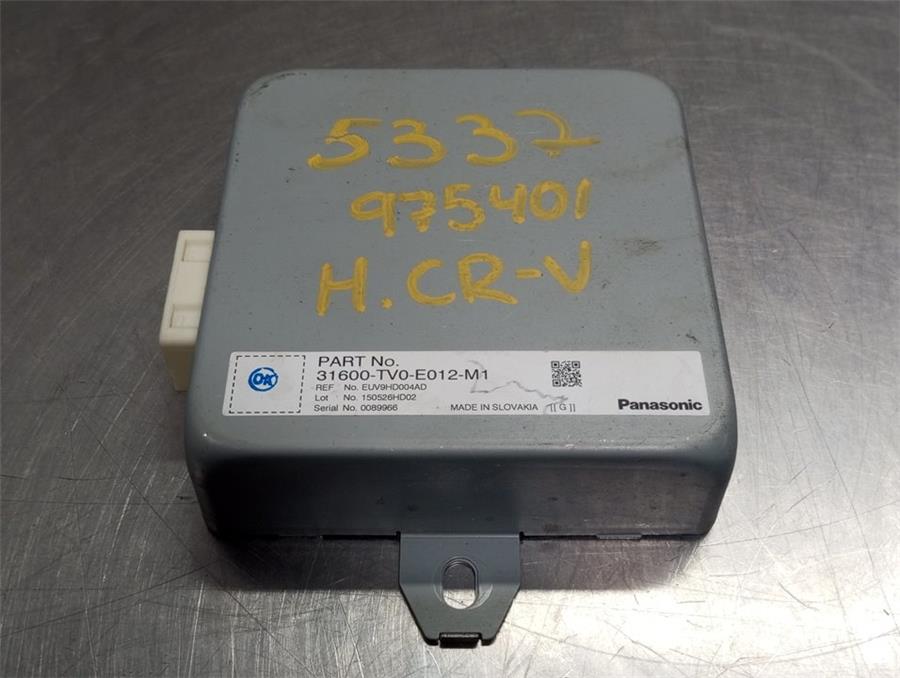 5337
975401
H.CR-V
OK
PART No.
31600-TV0-E012-M1
REF No. EUV9HD004AD
Lot No. 150526HD02
Serial No. 0089966
MADE IN SLOVAKIA [[ G ]]
Panasonic